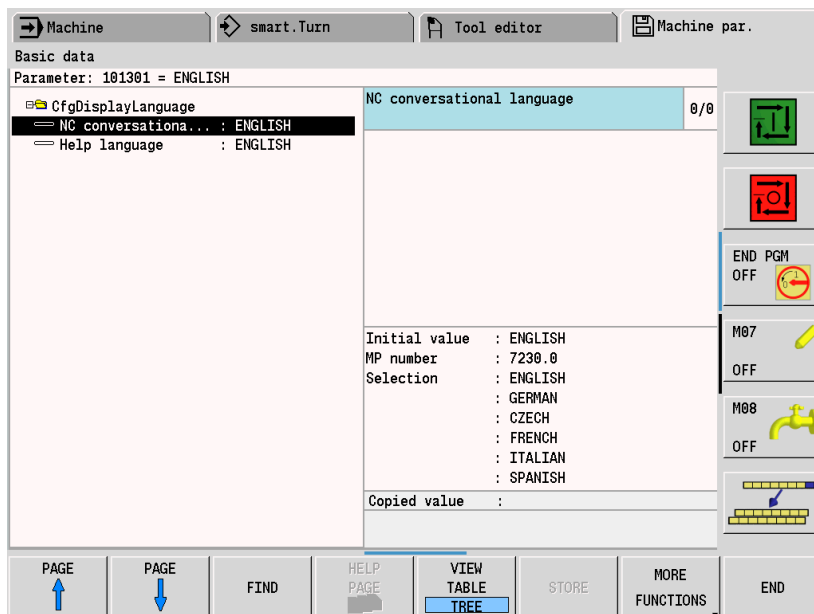 Machine
smart.Turn
Tool editor
Machine par.
Basic data
Parameter: 101301 = ENGLISH
CfgDisplayLanguage
NC conversationa... : ENGLISH
Help language : ENGLISH
NC conversational language
0/0
Initial value : ENGLISH
MP number : 7230.0
Selection : ENGLISH
: GERMAN
: CZECH
: FRENCH
: ITALIAN
: SPANISH
Copied value :
END PGM
OFF
M07
OFF
M08
OFF
PAGE
PAGE
FIND
HELP
PAGE
VIEW
TABLE
TREE
STORE
MORE
FUNCTIONS
END